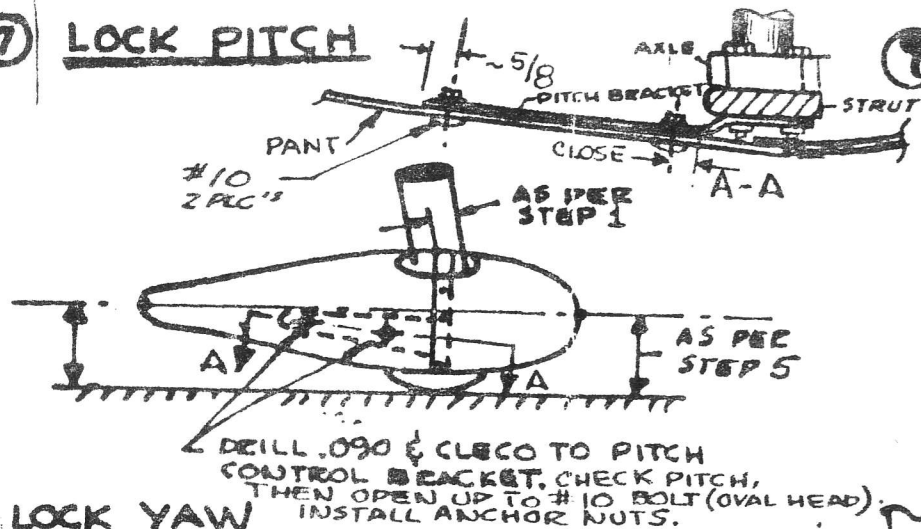 7 LOCK PITCH
~5/8
AXLE
PITCH BRACKET
STRUT
PANT
CLOSE
A-A
#10
2 PLC'S
AS PER
STEP 1
A
A
AS PER
STEP 5
DRILL .090 & CLECO TO PITCH
CONTROL BRACKET. CHECK PITCH,
THEN OPEN UP TO #10 BOLT (OVAL HEAD).
INSTALL ANCHOR NUTS.
LOCK YAW